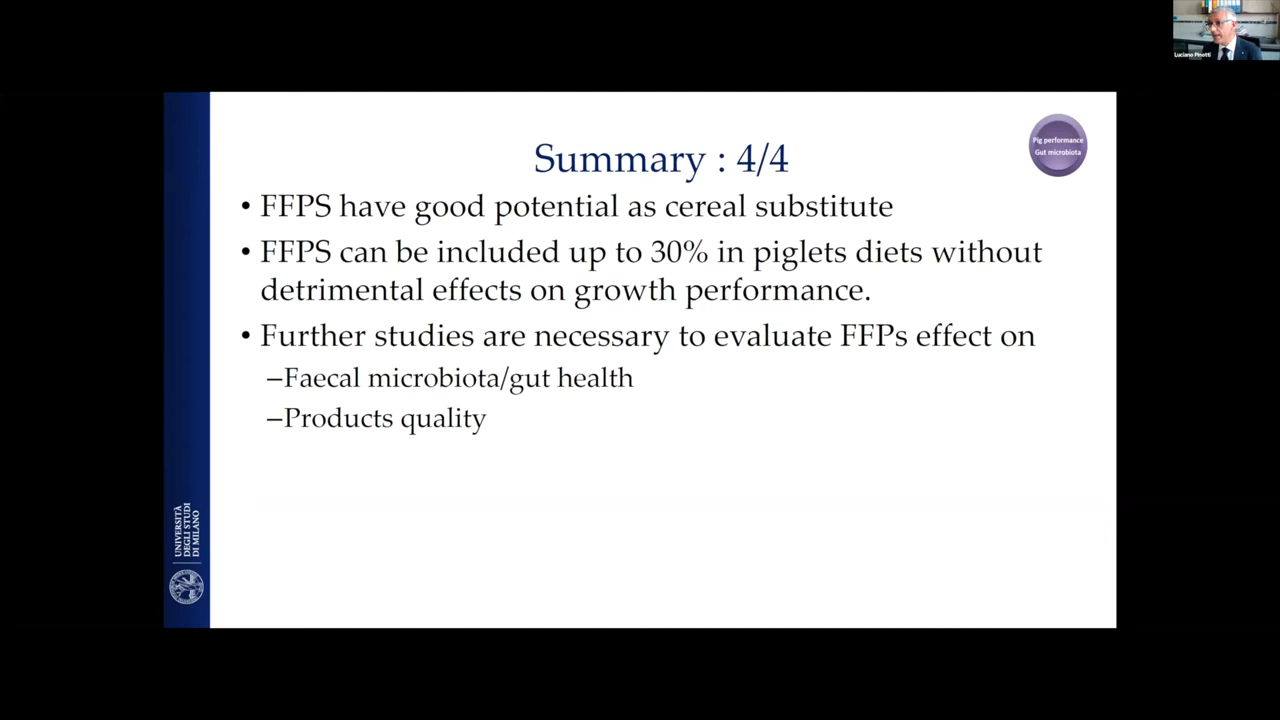 Luciano Pinotti
Pig performance
Gut microbiota
Summary : 4/4
• FFPS have good potential as cereal substitute
• FFPS can be included up to 30% in piglets diets without
detrimental effects on growth performance.
• Further studies are necessary to evaluate FFPs effect on
–Faecal microbiota/gut health
–Products quality
UNIVERSITÀ
DEGLI STUDI
DI MILANO